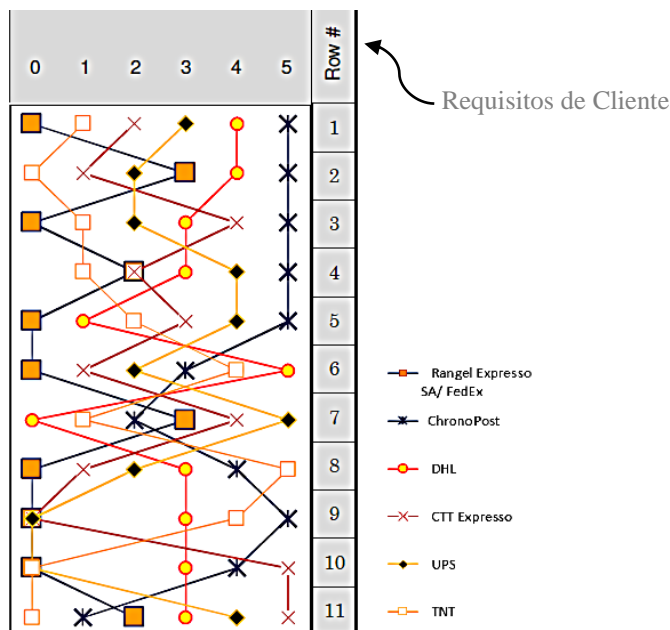 0 1 2 3 4 5 Row #
Requisitos de Cliente
1
2
3
4
5
6
7
8
9
10
11
Rangel Expresso
SA/ FedEx
ChronoPost
DHL
CTT Expresso
UPS
TNT